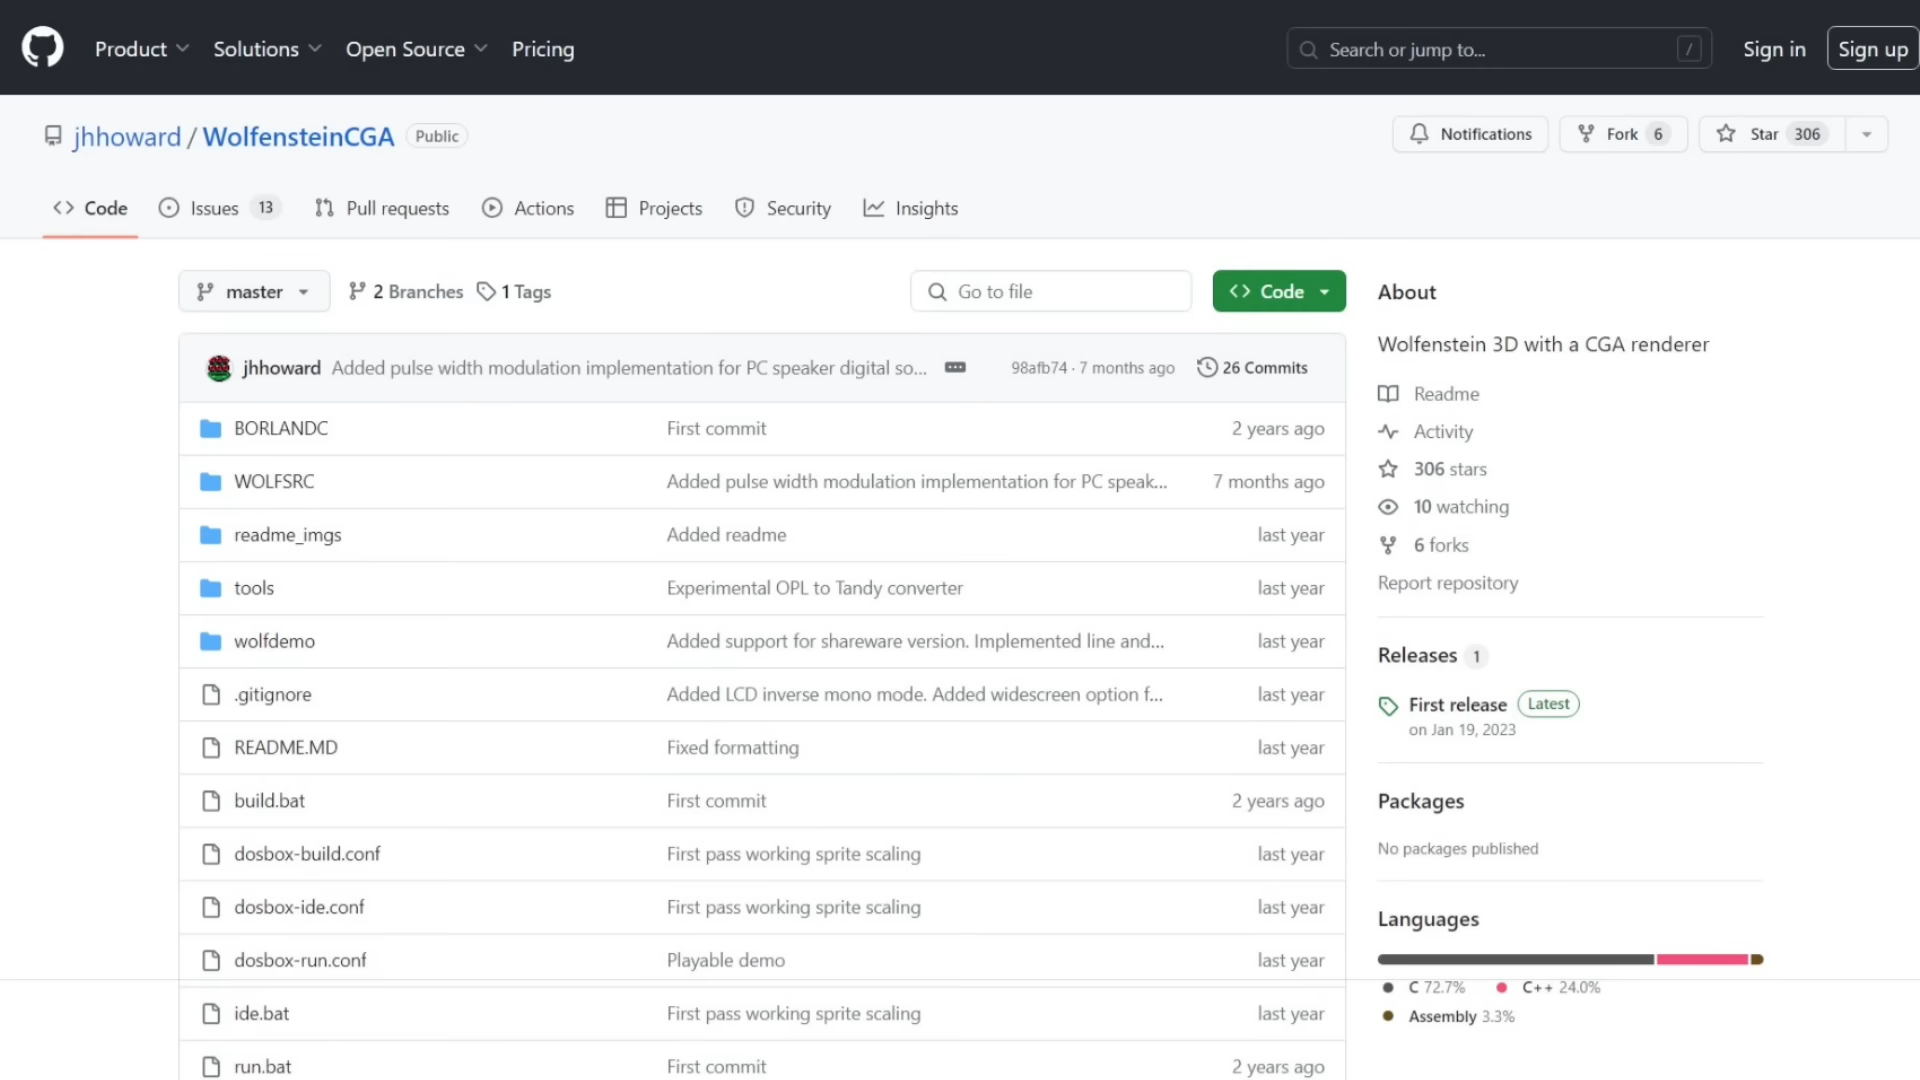 Product Solutions Open Source Pricing Search or jump to... / Sign in Sign up
jhhoward / WolfensteinCGA Public Notifications Fork 6 Star 306
Code Issues 13 Pull requests Actions Projects Security Insights
master 2 Branches 1 Tags Go to file Code
jhhoward Added pulse width modulation implementation for PC speaker digital so... 98afb74 · 7 months ago 26 Commits
BORLANDC First commit 2 years ago
WOLFSRC Added pulse width modulation implementation for PC speak... 7 months ago
readme_imgs Added readme last year
tools Experimental OPL to Tandy converter last year
wolfdemo Added support for shareware version. Implemented line and... last year
.gitignore Added LCD inverse mono mode. Added widescreen option f... last year
README.MD Fixed formatting last year
build.bat First commit 2 years ago
dosbox-build.conf First pass working sprite scaling last year
dosbox-ide.conf First pass working sprite scaling last year
dosbox-run.conf Playable demo last year
ide.bat First pass working sprite scaling last year
run.bat First commit 2 years ago
About
Wolfenstein 3D with a CGA renderer
Readme
Activity
306 stars
10 watching
6 forks
Report repository
Releases 1
First release Latest
on Jan 19, 2023
Packages
No packages published
Languages
C 72.7% C++ 24.0%
Assembly 3.3%